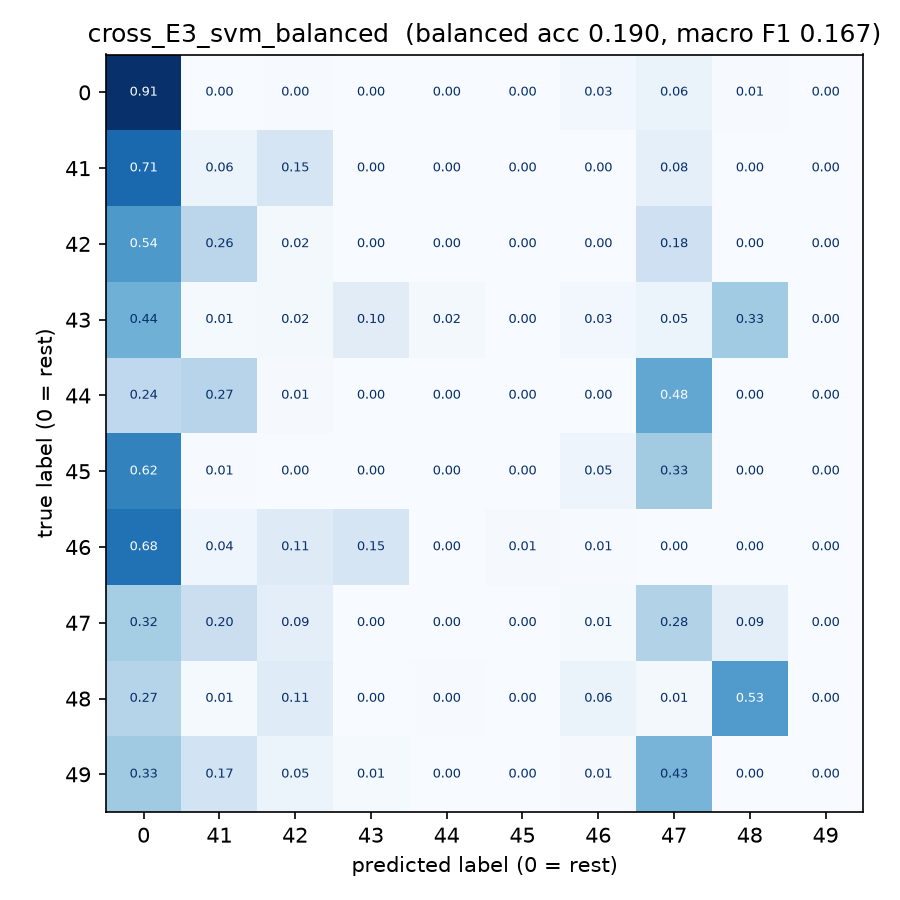 cross_E3_svm_balanced (balanced acc 0.190, macro F1 0.167)
true label (0 = rest)
0 0.91 0.00 0.00 0.00 0.00 0.00 0.03 0.06 0.01 0.00
41 0.71 0.06 0.15 0.00 0.00 0.00 0.00 0.08 0.00 0.00
42 0.54 0.26 0.02 0.00 0.00 0.00 0.00 0.18 0.00 0.00
43 0.44 0.01 0.02 0.10 0.02 0.00 0.03 0.05 0.33 0.00
44 0.24 0.27 0.01 0.00 0.00 0.00 0.00 0.48 0.00 0.00
45 0.62 0.01 0.00 0.00 0.00 0.00 0.05 0.33 0.00 0.00
46 0.68 0.04 0.11 0.15 0.00 0.01 0.01 0.00 0.00 0.00
47 0.32 0.20 0.09 0.00 0.00 0.00 0.01 0.28 0.09 0.00
48 0.27 0.01 0.11 0.00 0.00 0.00 0.06 0.01 0.53 0.00
49 0.33 0.17 0.05 0.01 0.00 0.00 0.01 0.43 0.00 0.00
0 41 42 43 44 45 46 47 48 49
predicted label (0 = rest)